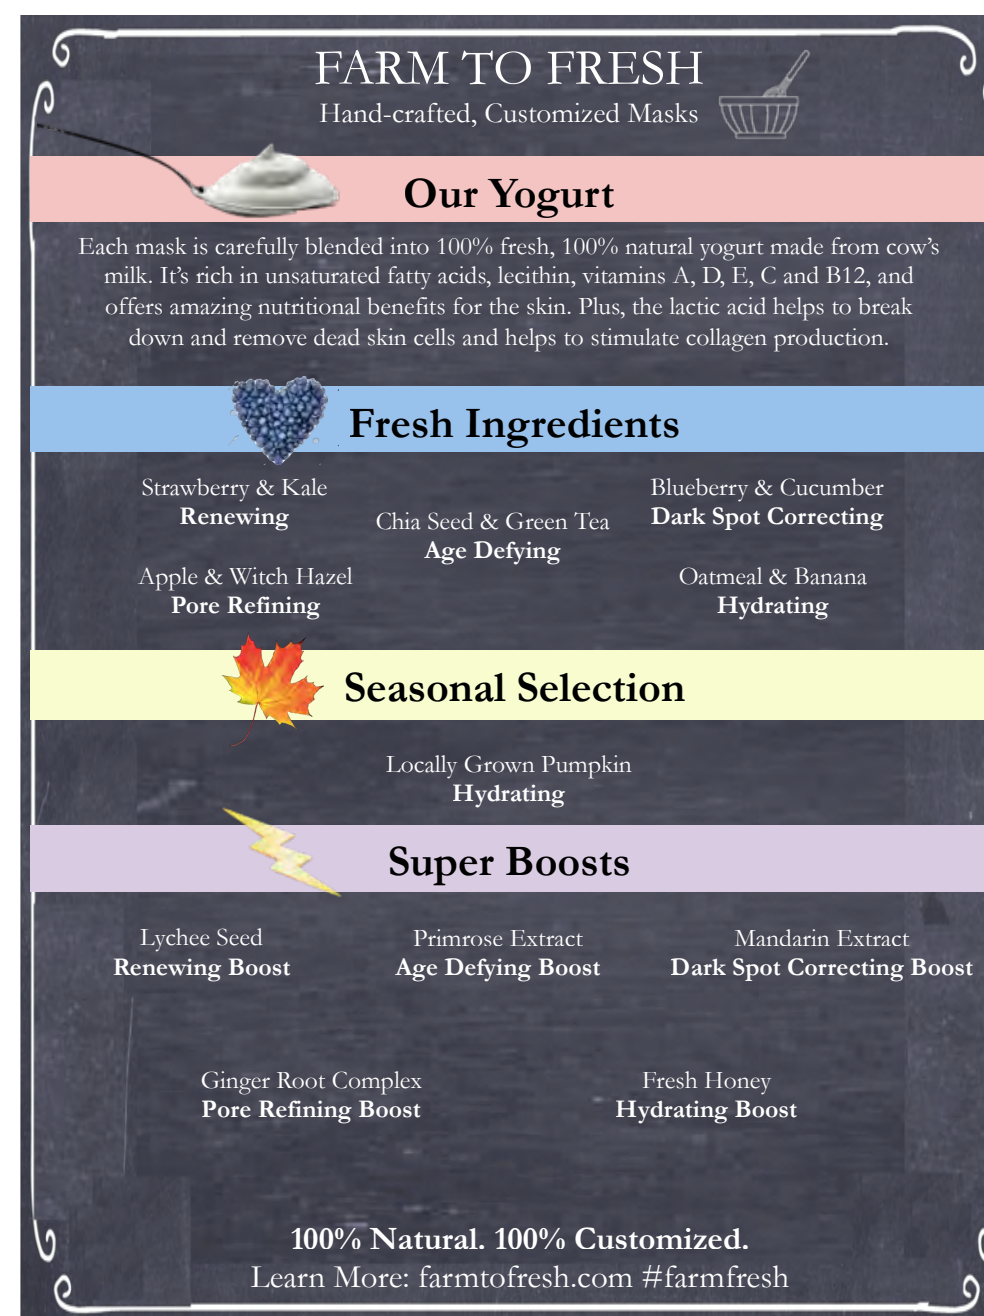 FARM TO FRESH
Hand-crafted, Customized Masks
Our Yogurt
Each mask is carefully blended into 100% fresh, 100% natural yogurt made from cow's
milk. It's rich in unsaturated fatty acids, lecithin, vitamins A, D, E, C and B12, and
offers amazing nutritional benefits for the skin. Plus, the lactic acid helps to break
down and remove dead skin cells and helps to stimulate collagen production.
Fresh Ingredients
Strawberry & Kale
Renewing
Chia Seed & Green Tea
Age Defying
Blueberry & Cucumber
Dark Spot Correcting
Apple & Witch Hazel
Pore Refining
Oatmeal & Banana
Hydrating
Seasonal Selection
Locally Grown Pumpkin
Hydrating
Super Boosts
Lychee Seed
Renewing Boost
Primrose Extract
Age Defying Boost
Mandarin Extract
Dark Spot Correcting Boost
Ginger Root Complex
Pore Refining Boost
Fresh Honey
Hydrating Boost
100% Natural. 100% Customized.
Learn More: farmtofresh.com #farmfresh